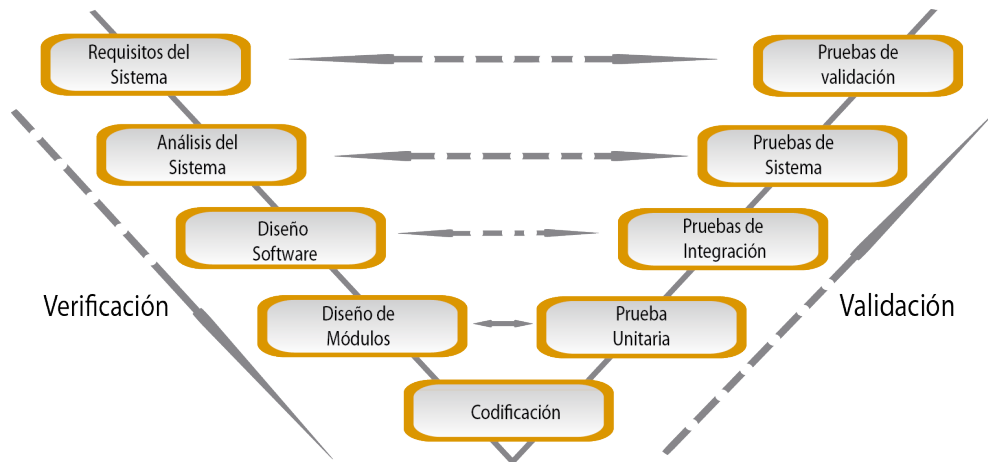 Requisitos del
Sistema
Pruebas de
validación
Análisis del
Sistema
Pruebas de
Sistema
Diseño
Software
Pruebas de
Integración
Verificación
Validación
Diseño de
Módulos
Prueba
Unitaria
Codificación